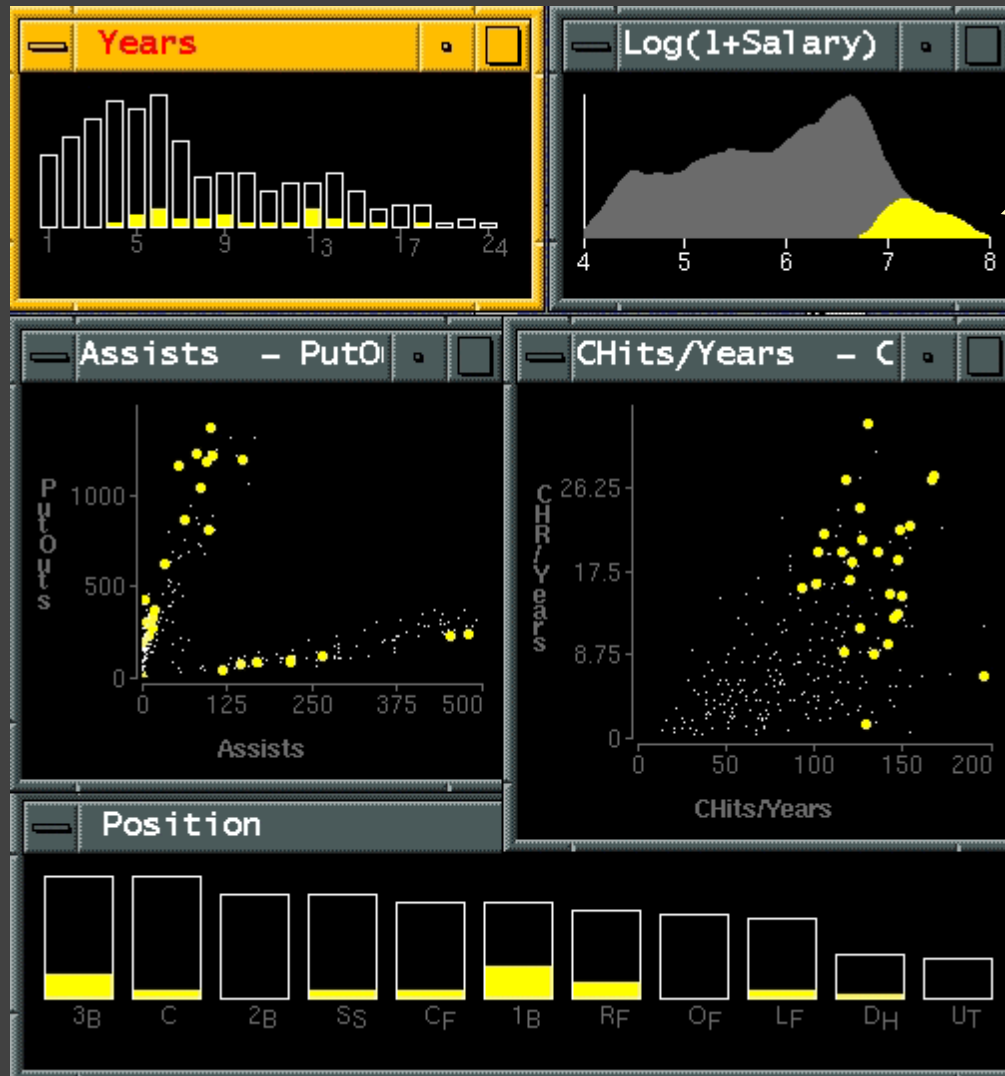 Years
1 5 9 13 17 24
Log(1+Salary)
4 5 6 7 8
Assists - PutO
PutOuts
1000
500
0
0 125 250 375 500
Assists
CHits/Years - C
CHR/Years
26.25
17.5
8.75
0
0 50 100 150 200
CHits/Years
Position
3B C 2B SS CF 1B RF OF LF DH UT